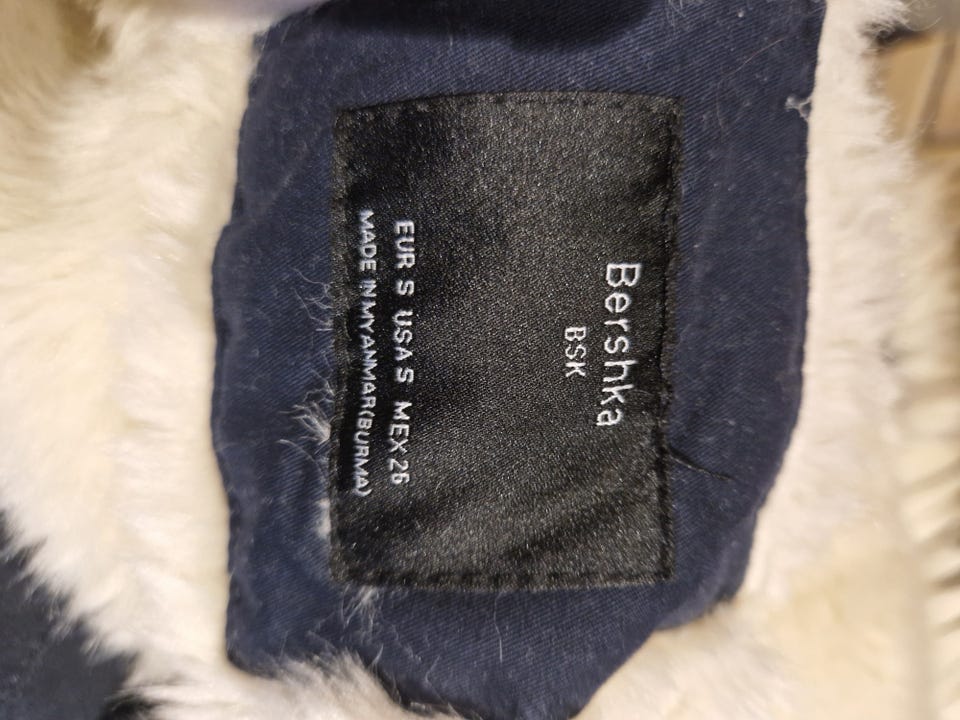 Bershka
BSK
EUR S USA S MEX 26
MADE IN MYANMAR(BURMA)